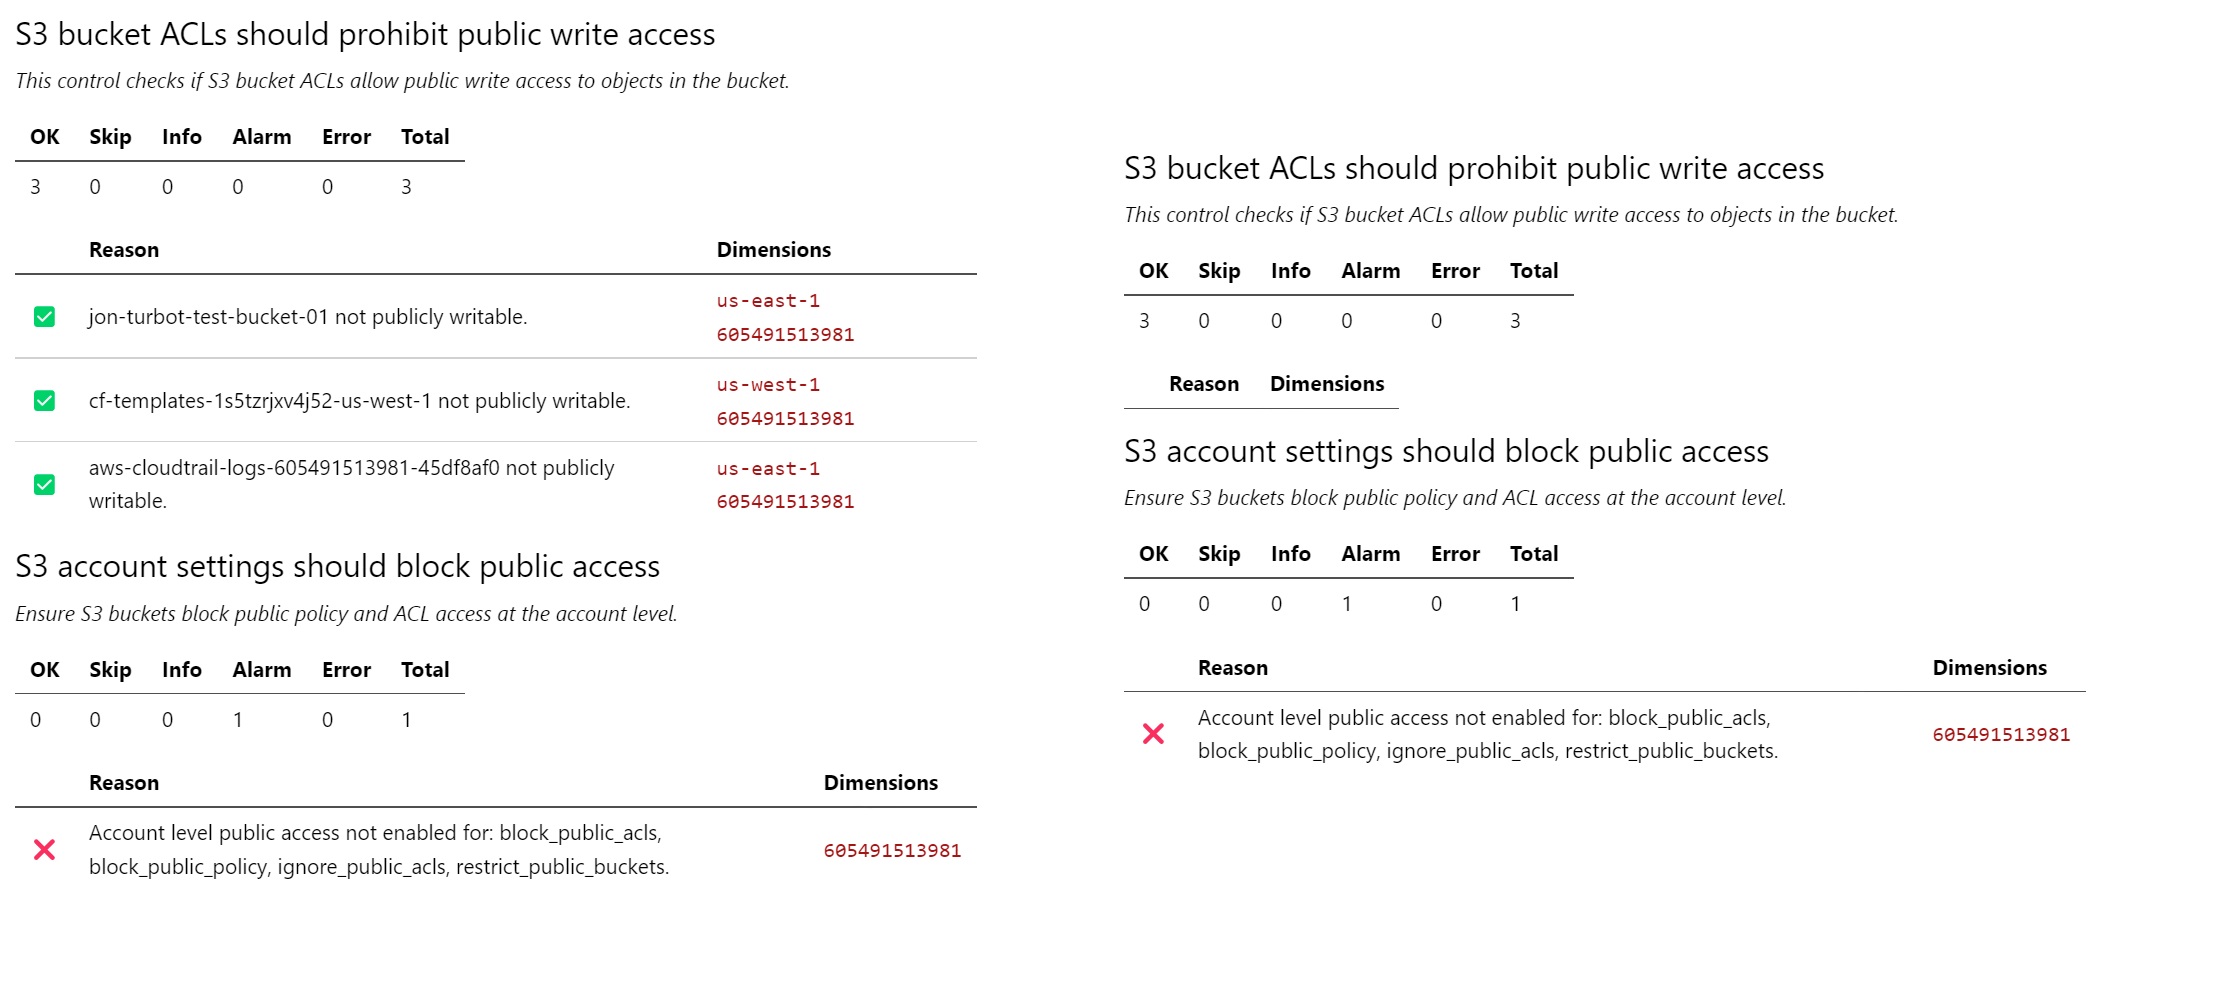 S3 bucket ACLs should prohibit public write access
This control checks if S3 bucket ACLs allow public write access to objects in the bucket.
OK Skip Info Alarm Error Total
3 0 0 0 0 3
Reason Dimensions
jon-turbot-test-bucket-01 not publicly writable.
us-east-1
605491513981
cf-templates-1s5tzrjxv4j52-us-west-1 not publicly writable.
us-west-1
605491513981
aws-cloudtrail-logs-605491513981-45df8af0 not publicly
writable.
us-east-1
605491513981
S3 account settings should block public access
Ensure S3 buckets block public policy and ACL access at the account level.
OK Skip Info Alarm Error Total
0 0 0 1 0 1
Reason Dimensions
Account level public access not enabled for: block_public_acls,
block_public_policy, ignore_public_acls, restrict_public_buckets.
605491513981
S3 bucket ACLs should prohibit public write access
This control checks if S3 bucket ACLs allow public write access to objects in the bucket.
OK Skip Info Alarm Error Total
3 0 0 0 0 3
Reason Dimensions
S3 account settings should block public access
Ensure S3 buckets block public policy and ACL access at the account level.
OK Skip Info Alarm Error Total
0 0 0 1 0 1
Reason Dimensions
Account level public access not enabled for: block_public_acls,
block_public_policy, ignore_public_acls, restrict_public_buckets.
605491513981